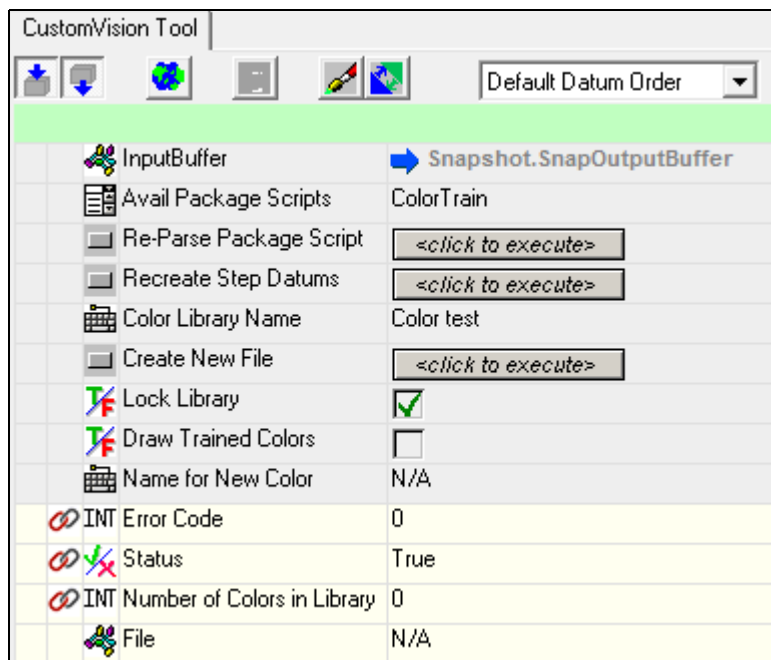 CustomVision Tool
Default Datum Order
InputBuffer Snapshot.SnapOutputBuffer
Avail Package Scripts ColorTrain
Re-Parse Package Script <click to execute>
Recreate Step Datums <click to execute>
Color Library Name Color test
Create New File <click to execute>
T/F Lock Library
T/F Draw Trained Colors
Name for New Color N/A
INT Error Code 0
Status True
INT Number of Colors in Library 0
File N/A